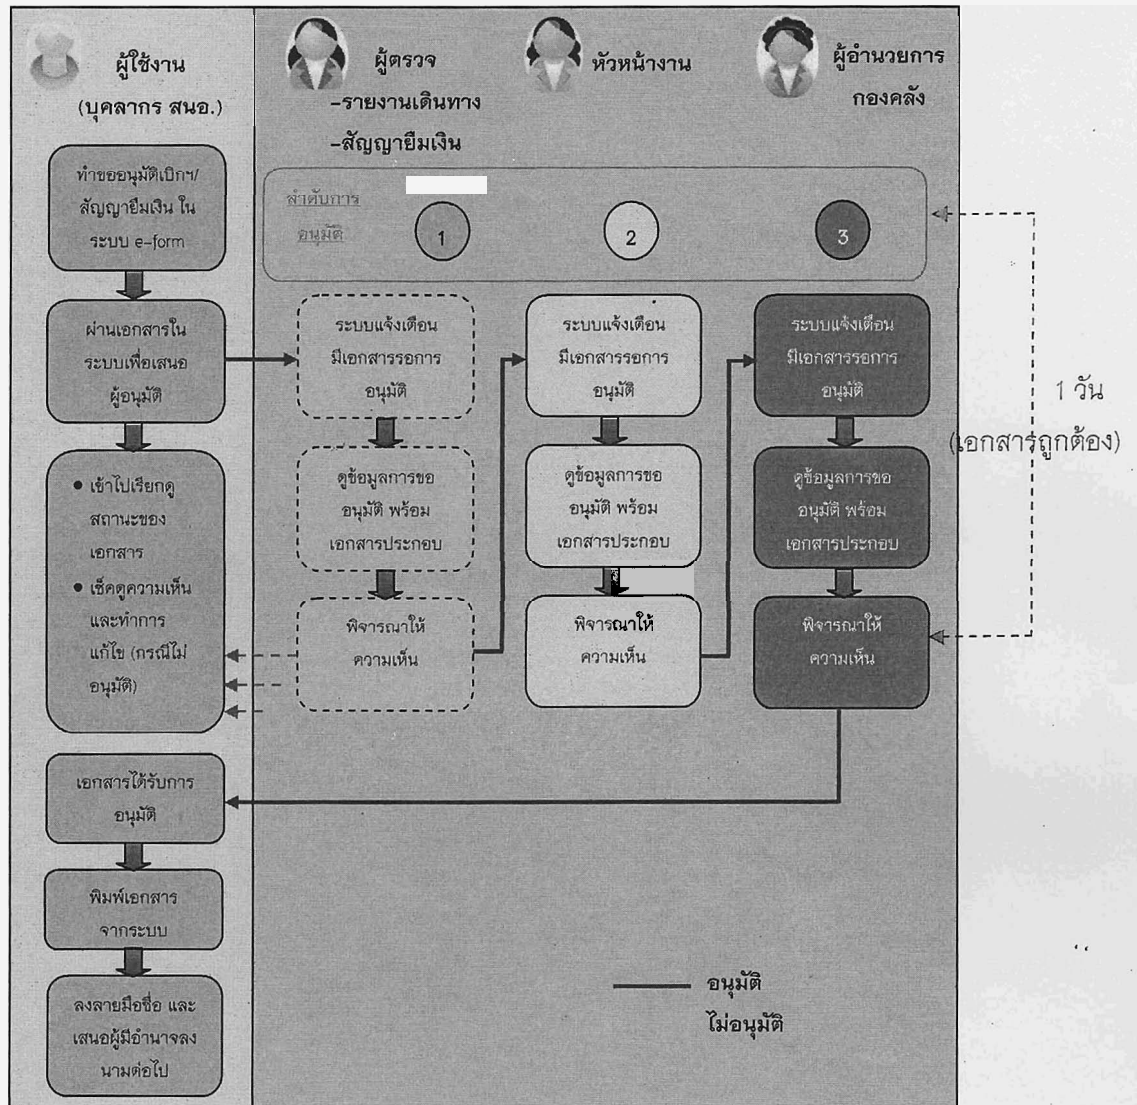 ผู้ใช้งาน
(บุคลากร สนอ.)
ผู้ตรวจ
-รายงานเดินทาง
-สัญญายืมเงิน
หัวหน้างาน
ผู้อำนวยการ
กองคลัง
ลำดับการ
อนุมัติ
1
2
3
ทำขออนุมัติเบิกฯ/
สัญญายืมเงิน ใน
ระบบ e-form
ผ่านเอกสารใน
ระบบเพื่อเสนอ
ผู้อนุมัติ
• เข้าไปเรียกดู
สถานะของ
เอกสาร
• เช็คดูความเห็น
และทำการ
แก้ไข (กรณีไม่
อนุมัติ)
เอกสารได้รับการ
อนุมัติ
พิมพ์เอกสาร
จากระบบ
ลงลายมือชื่อ และ
เสนอผู้มีอำนาจลง
นามต่อไป
ระบบแจ้งเตือน
มีเอกสารรอการ
อนุมัติ
ดูข้อมูลการขอ
อนุมัติ พร้อม
เอกสารประกอบ
พิจารณาให้
ความเห็น
ระบบแจ้งเตือน
มีเอกสารรอการ
อนุมัติ
ดูข้อมูลการขอ
อนุมัติ พร้อม
เอกสารประกอบ
พิจารณาให้
ความเห็น
ระบบแจ้งเตือน
มีเอกสารรอการ
อนุมัติ
ดูข้อมูลการขอ
อนุมัติ พร้อม
เอกสารประกอบ
พิจารณาให้
ความเห็น
1 วัน
(เอกสารถูกต้อง)
อนุมัติ
ไม่อนุมัติ